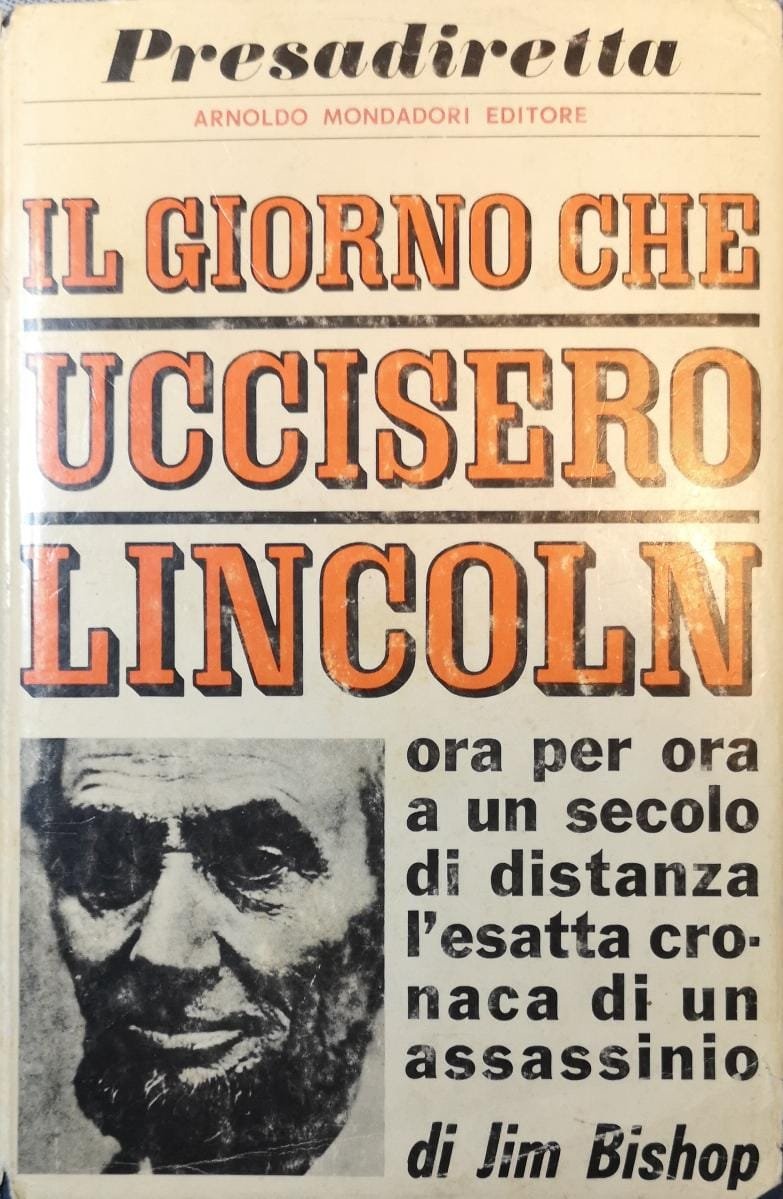 Presadiretta
ARNOLDO MONDADORI EDITORE
IL GIORNO CHE
UCCISERO
LINCOLN
ora per ora
a un secolo
di distanza
l'esatta cro-
naca di un
assassinio
di Jim Bishop